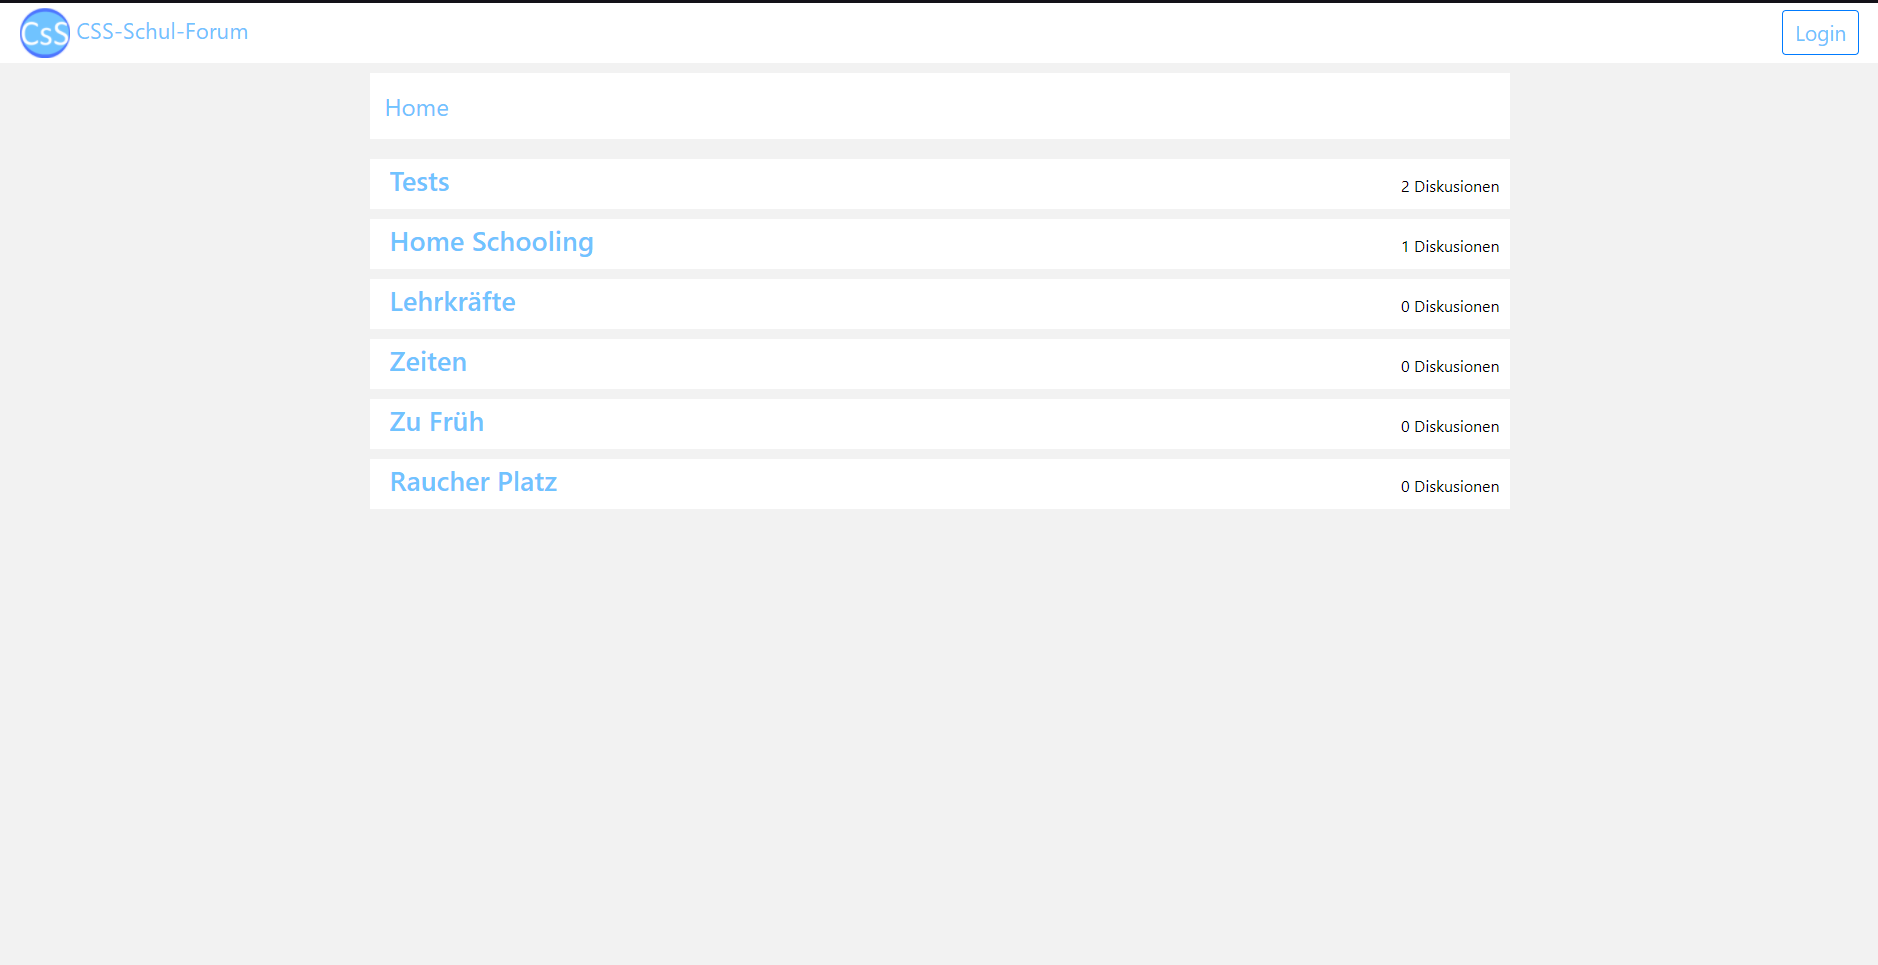 CsS CSS-Schul-Forum Login
Home
Tests 2 Diskusionen
Home Schooling 1 Diskusionen
Lehrkräfte 0 Diskusionen
Zeiten 0 Diskusionen
Zu Früh 0 Diskusionen
Raucher Platz 0 Diskusionen